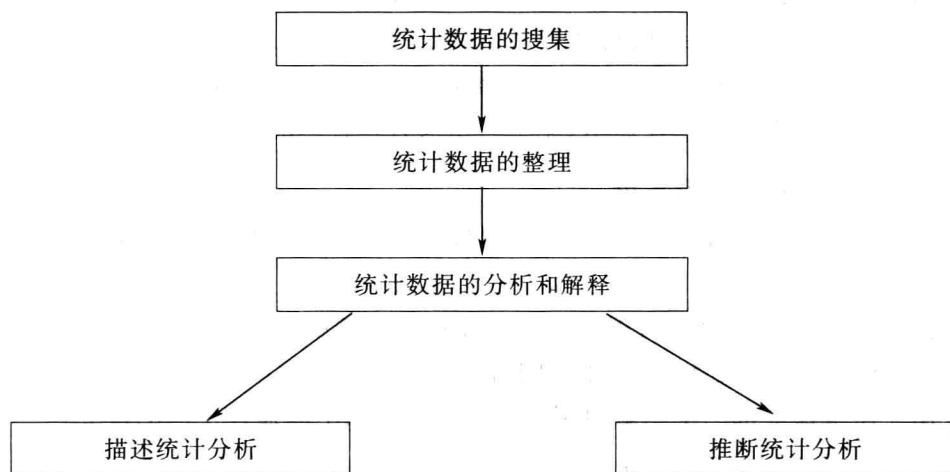 统计数据的搜集
统计数据的整理
统计数据的分析和解释
描述统计分析
推断统计分析